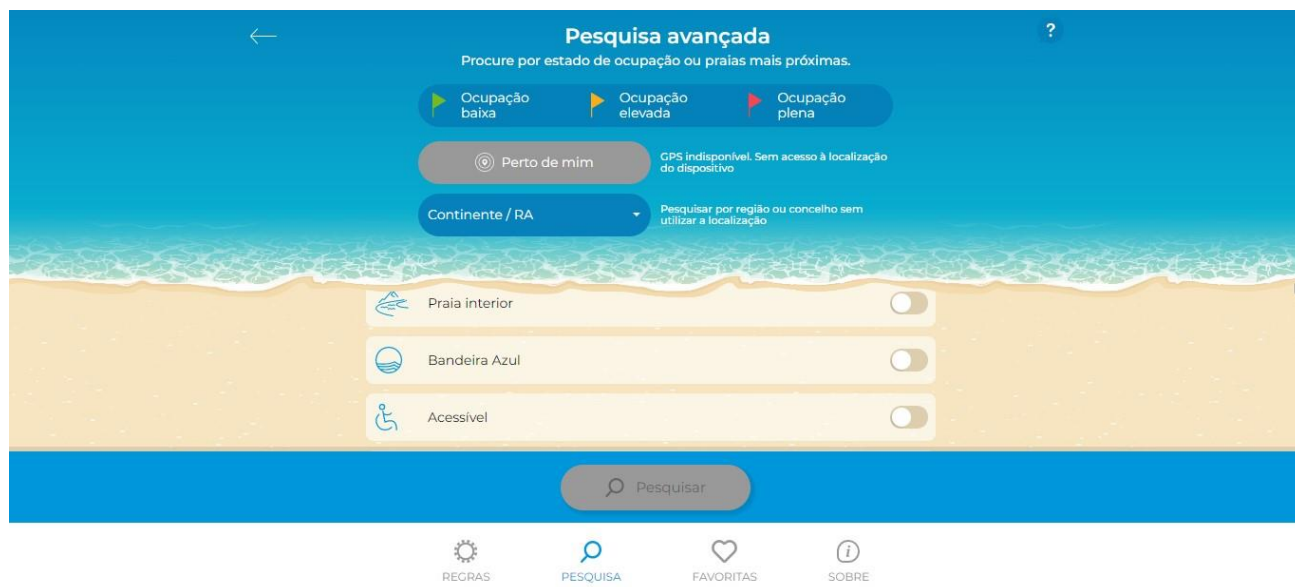 Pesquisa avançada
?
Procure por estado de ocupação ou praias mais próximas.
Ocupação
baixa
Ocupação
elevada
Ocupação
plena
Perto de mim
GPS indisponível. Sem acesso à localização
do dispositivo
Continente / RA
Pesquisar por região ou concelho sem
utilizar a localização
Praia interior
Bandeira Azul
Acessível
Pesquisar
REGRAS
PESQUISA
FAVORITAS
SOBRE